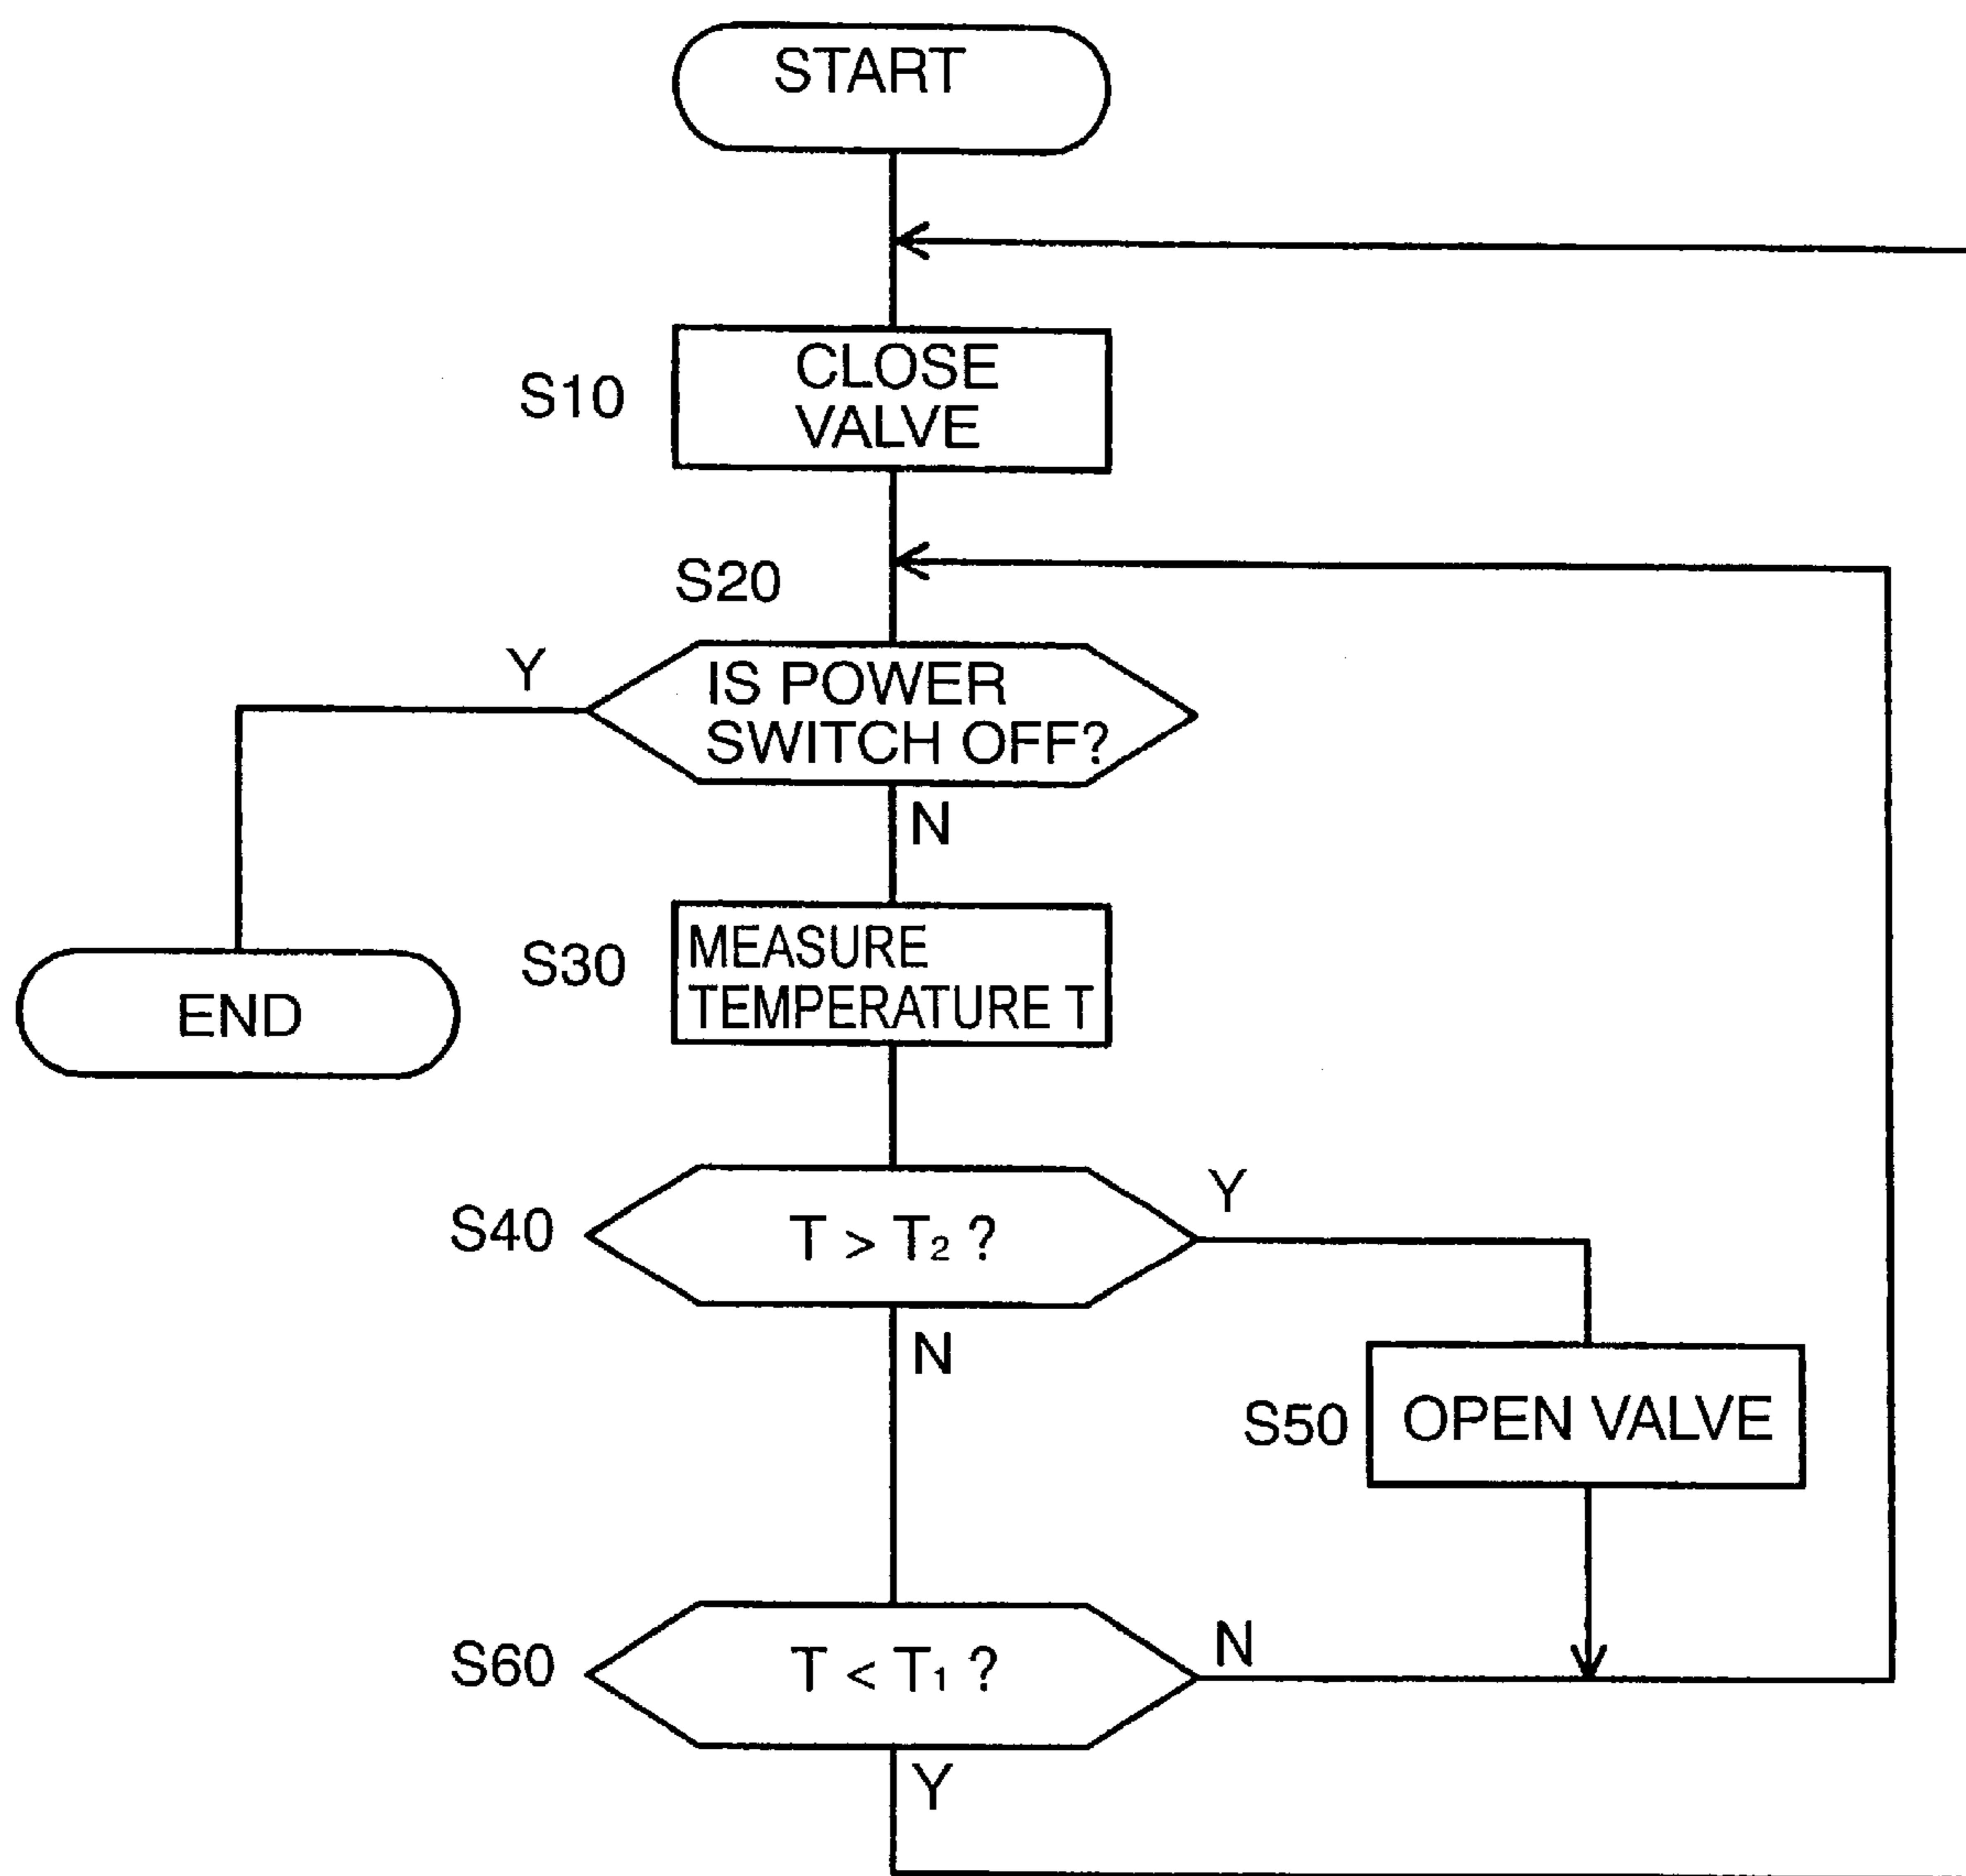 START
S10
CLOSE
VALVE
S20
Y
IS POWER
SWITCH OFF?
N
S30
MEASURE
TEMPERATURE T
END
S40
T > T₂ ?
Y
N
S50
OPEN VALVE
S60
T < T₁ ?
N
Y